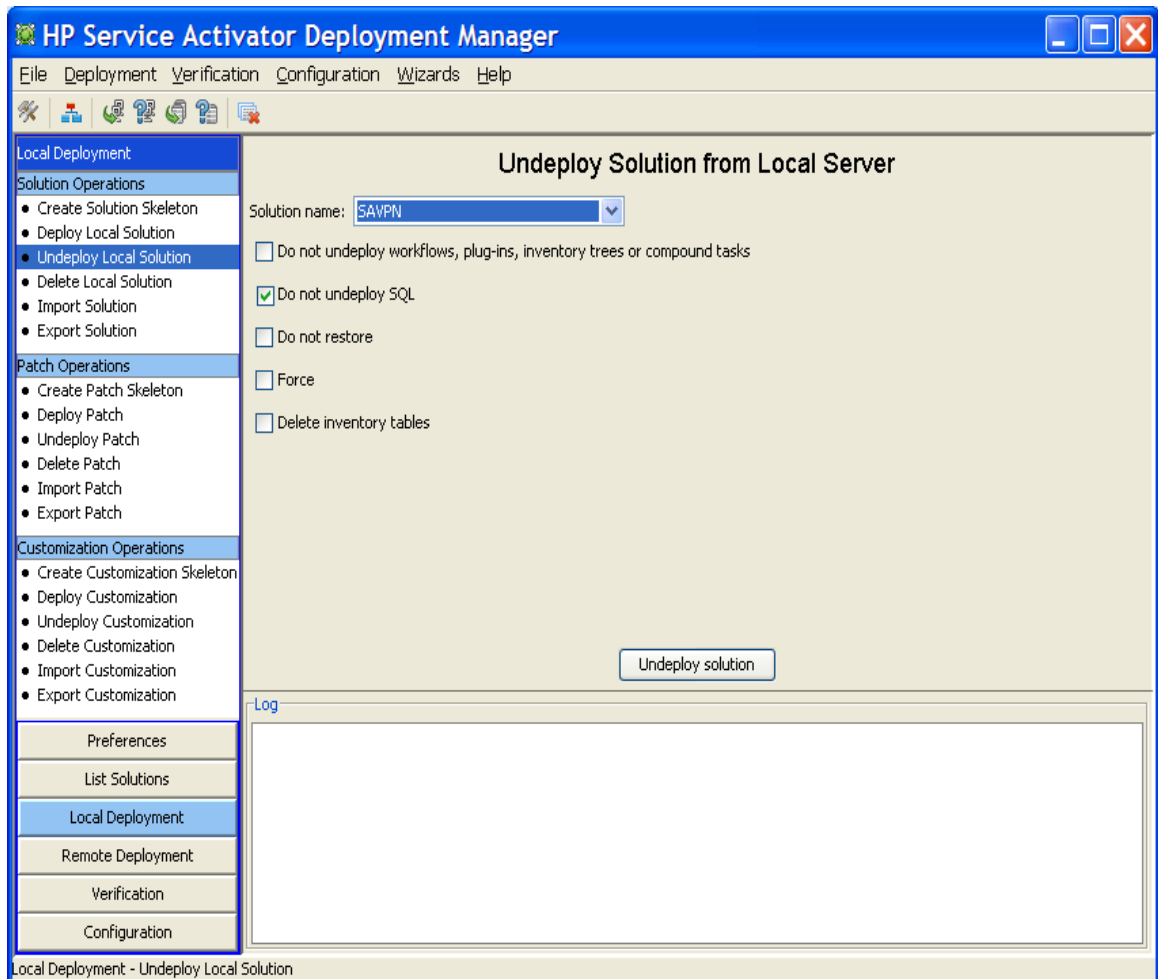 HP Service Activator Deployment Manager
File Deployment Verification Configuration Wizards Help
Local Deployment
Solution Operations
• Create Solution Skeleton
• Deploy Local Solution
• Undeploy Local Solution
• Delete Local Solution
• Import Solution
• Export Solution
Patch Operations
• Create Patch Skeleton
• Deploy Patch
• Undeploy Patch
• Delete Patch
• Import Patch
• Export Patch
Customization Operations
• Create Customization Skeleton
• Deploy Customization
• Undeploy Customization
• Delete Customization
• Import Customization
• Export Customization
Preferences
List Solutions
Local Deployment
Remote Deployment
Verification
Configuration
Undeploy Solution from Local Server
Solution name: SAVPN
Do not undeploy workflows, plug-ins, inventory trees or compound tasks
Do not undeploy SQL
Do not restore
Force
Delete inventory tables
Undeploy solution
Log
Local Deployment - Undeploy Local Solution